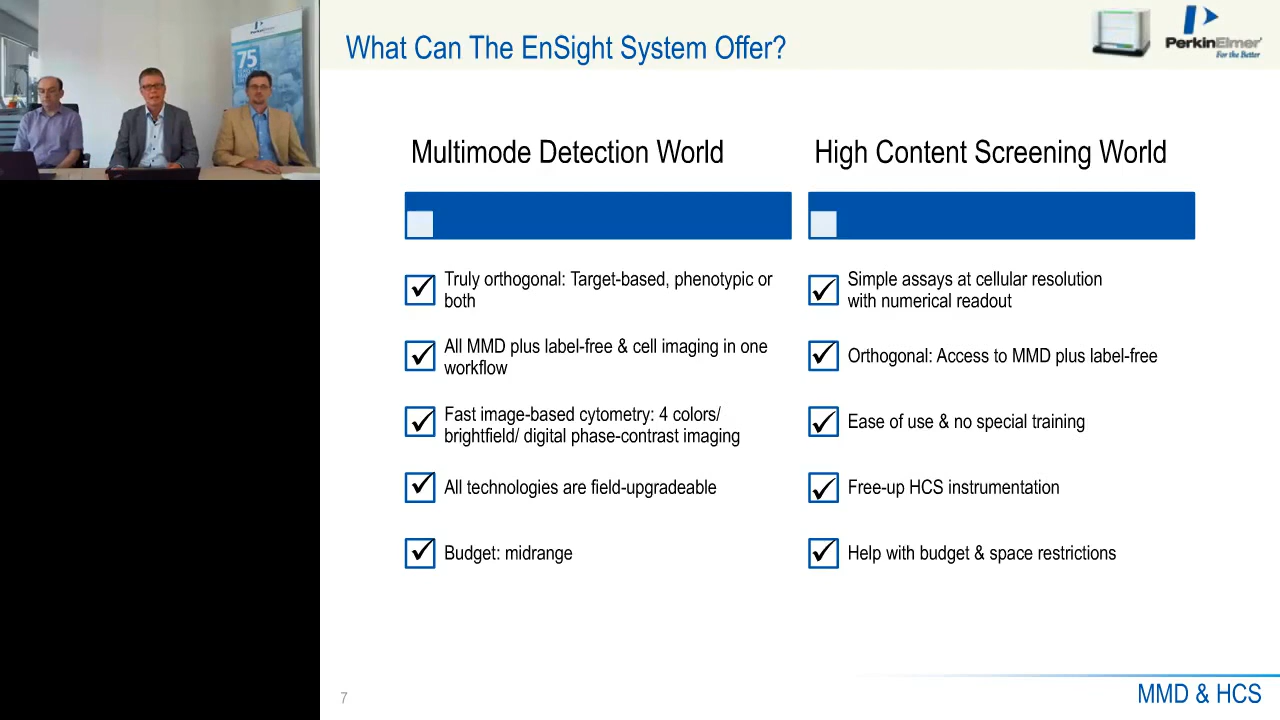 What Can The EnSight System Offer?
PerkinElmer
For the Better
PerkinElmer
75
Multimode Detection World
Truly orthogonal: Target-based, phenotypic or
both
All MMD plus label-free & cell imaging in one
workflow
Fast image-based cytometry: 4 colors/
brightfield/ digital phase-contrast imaging
All technologies are field-upgradeable
Budget: midrange
High Content Screening World
Simple assays at cellular resolution
with numerical readout
Orthogonal: Access to MMD plus label-free
Ease of use & no special training
Free-up HCS instrumentation
Help with budget & space restrictions
7
MMD & HCS